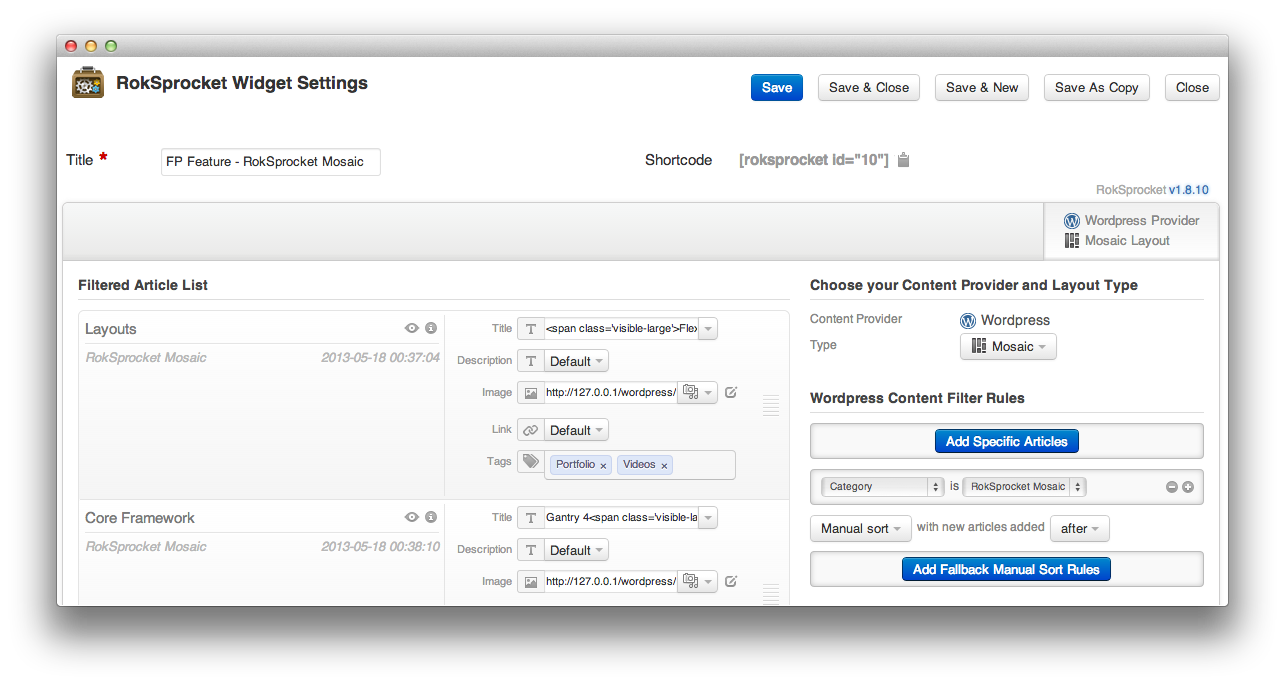 RokSprocket Widget Settings
Save
Save & Close
Save & New
Save As Copy
Close
Title *
FP Feature - RokSprocket Mosaic
Shortcode
[roksprocket id="10"]
RokSprocket v1.8.10
Wordpress Provider
Mosaic Layout
Filtered Article List
Layouts
RokSprocket Mosaic
2013-05-18 00:37:04
Title
T
<span class='visible-large'>Flex
Description
T
Default
Image
http://127.0.0.1/wordpress/
Link
Default
Tags
Portfolio ×
Videos ×
Core Framework
RokSprocket Mosaic
2013-05-18 00:38:10
Title
T
Gantry 4<span class='visible-la
Description
T
Default
Image
http://127.0.0.1/wordpress/
Choose your Content Provider and Layout Type
Content Provider
Wordpress
Type
Mosaic
Wordpress Content Filter Rules
Add Specific Articles
Category
is
RokSprocket Mosaic
Manual sort
with new articles added
after
Add Fallback Manual Sort Rules